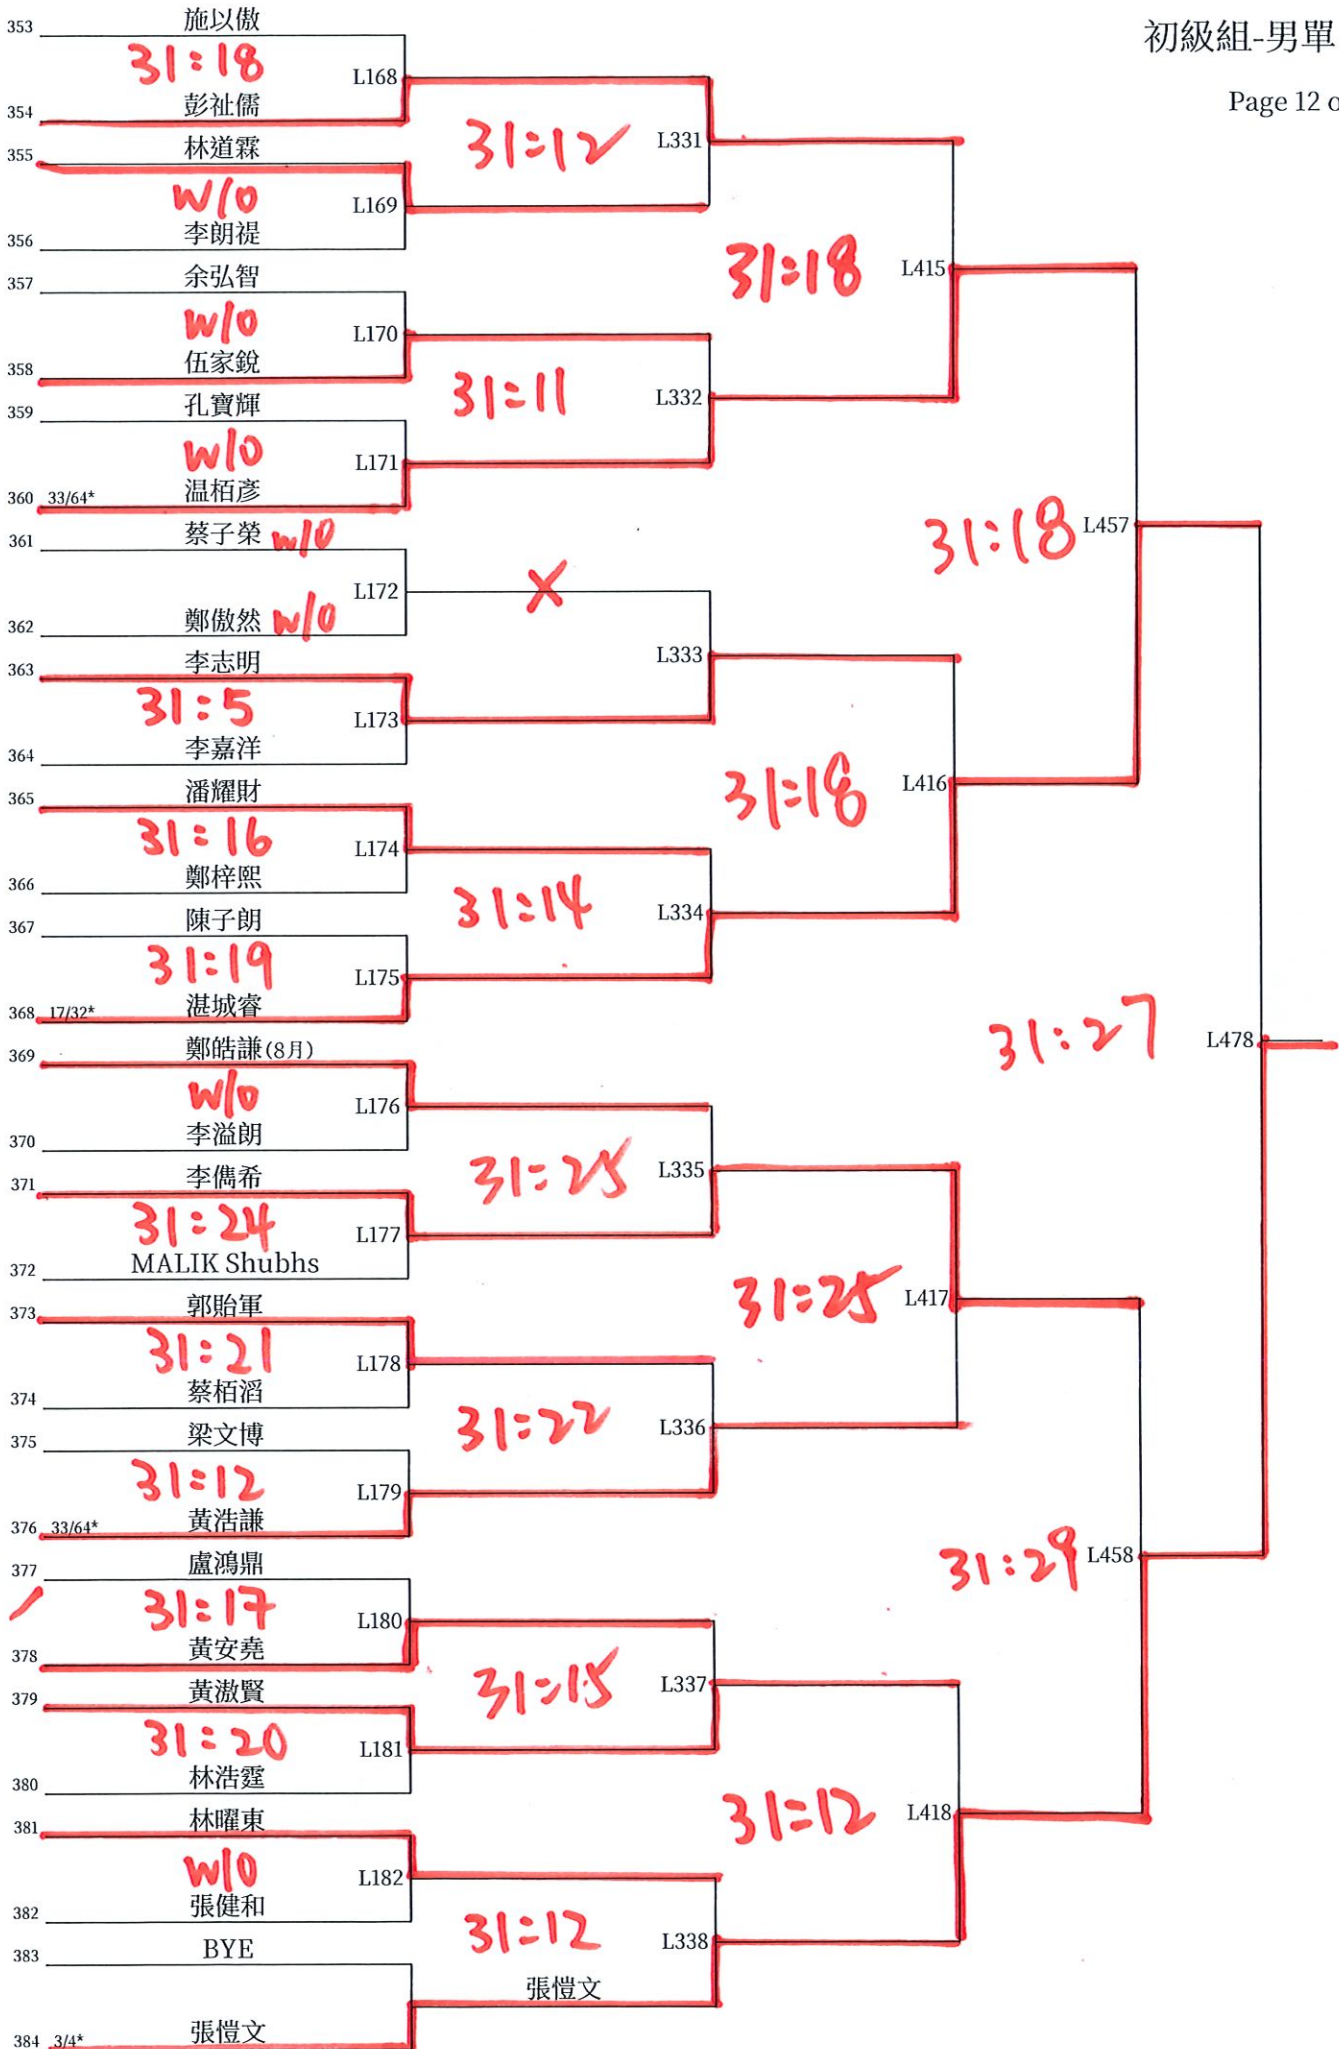 初級組-男單
Page 12 o
353 施以傲
31:18 L168
354 彭祉儒
31:12 L331
355 林道霖
W/O L169
356 李朗禔
31:18 L415
357 余弘智
W/O L170
358 伍家銳
31:11 L332
359 孔寶輝
W/O L171
360 33/64* 温栢彥
31:18 L457
361 蔡子榮 W/O
L172 X
362 鄭傲然 W/O
L333
363 李志明
31:5 L173
364 李嘉洋
31:18 L416
365 潘耀財
31:16 L174
366 鄭梓熙
31:14 L334
367 陳子朗
31:19 L175
368 17/32* 湛城睿
31:27 L478
369 鄭皓謙(8月)
W/O L176
370 李溢朗
31:25 L335
371 李儁希
31:24 L177
372 MALIK Shubhs
31:25 L417
373 郭貽軍
31:21 L178
374 蔡栢滔
31:22 L336
375 梁文博
31:12 L179
376 33/64* 黃浩謙
31:29 L458
377 盧鴻鼎
31:17 L180
378 黃安堯
31:15 L337
379 黃滶賢
31:20 L181
380 林浩霆
31:12 L418
381 林曜東
W/O L182
382 張健和
31:12 L338
383 BYE
張愷文
384 3/4* 張愷文